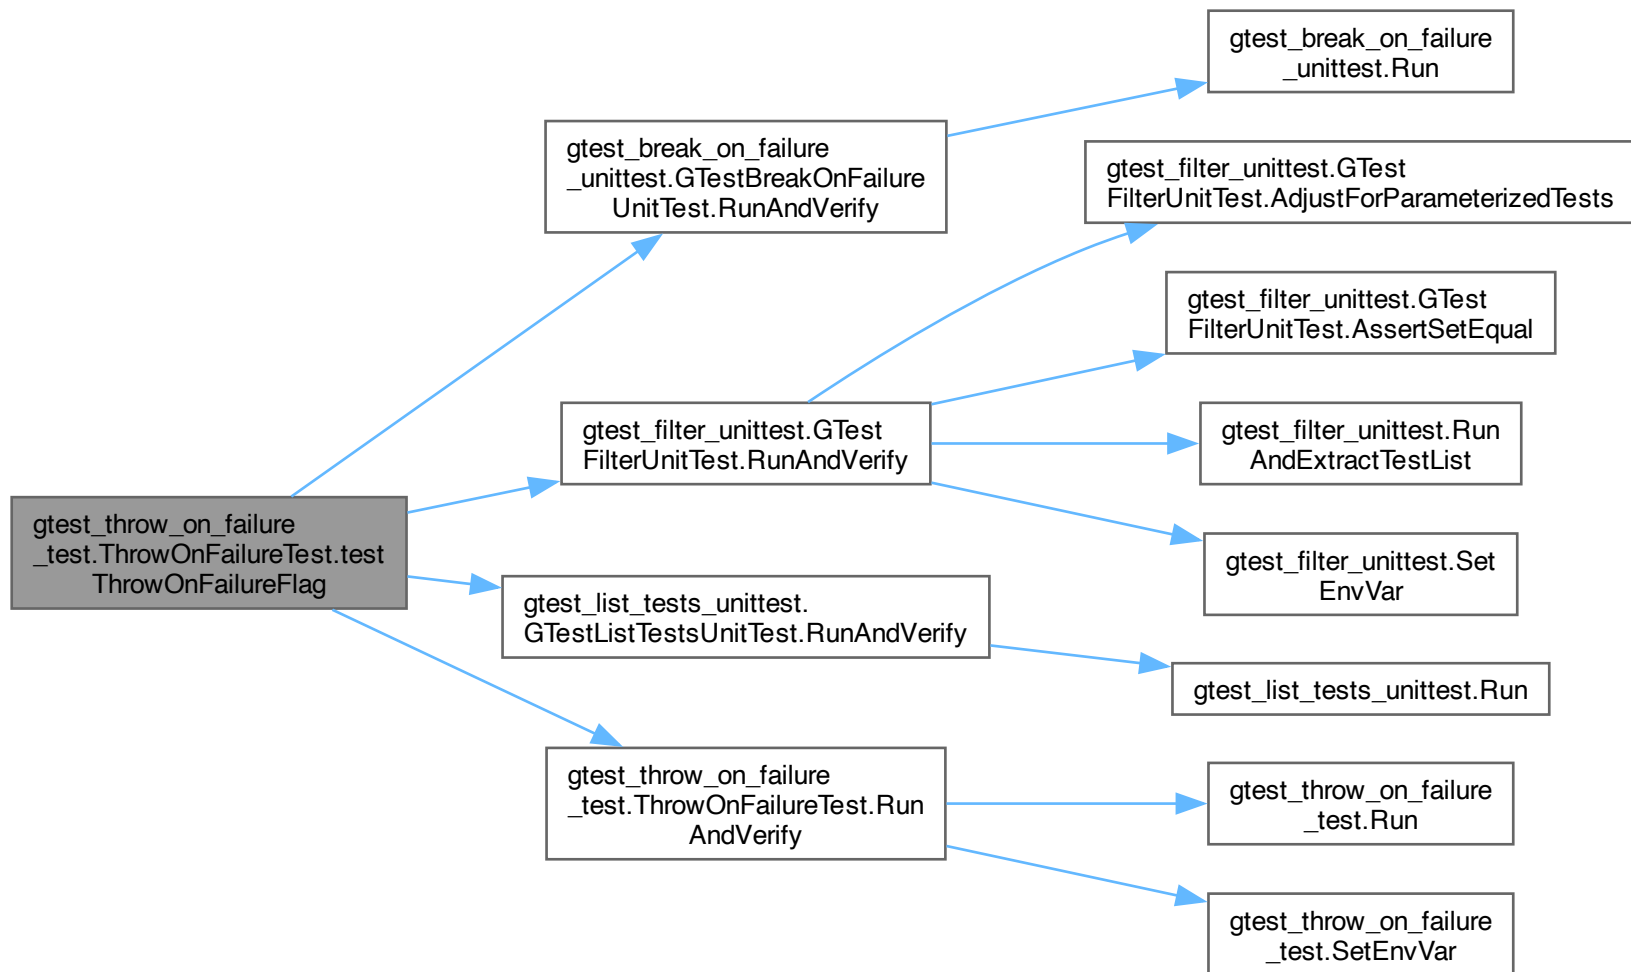 gtest_throw_on_failure
_test.ThrowOnFailureTest.test
ThrowOnFailureFlag
gtest_break_on_failure
_unittest.GTestBreakOnFailure
UnitTest.RunAndVerify
gtest_filter_unittest.GTest
FilterUnitTest.RunAndVerify
gtest_list_tests_unittest.
GTestListTestsUnitTest.RunAndVerify
gtest_throw_on_failure
_test.ThrowOnFailureTest.Run
AndVerify
gtest_break_on_failure
_unittest.Run
gtest_filter_unittest.GTest
FilterUnitTest.AdjustForParameterizedTests
gtest_filter_unittest.GTest
FilterUnitTest.AssertSetEqual
gtest_filter_unittest.Run
AndExtractTestList
gtest_filter_unittest.Set
EnvVar
gtest_list_tests_unittest.Run
gtest_throw_on_failure
_test.Run
gtest_throw_on_failure
_test.SetEnvVar